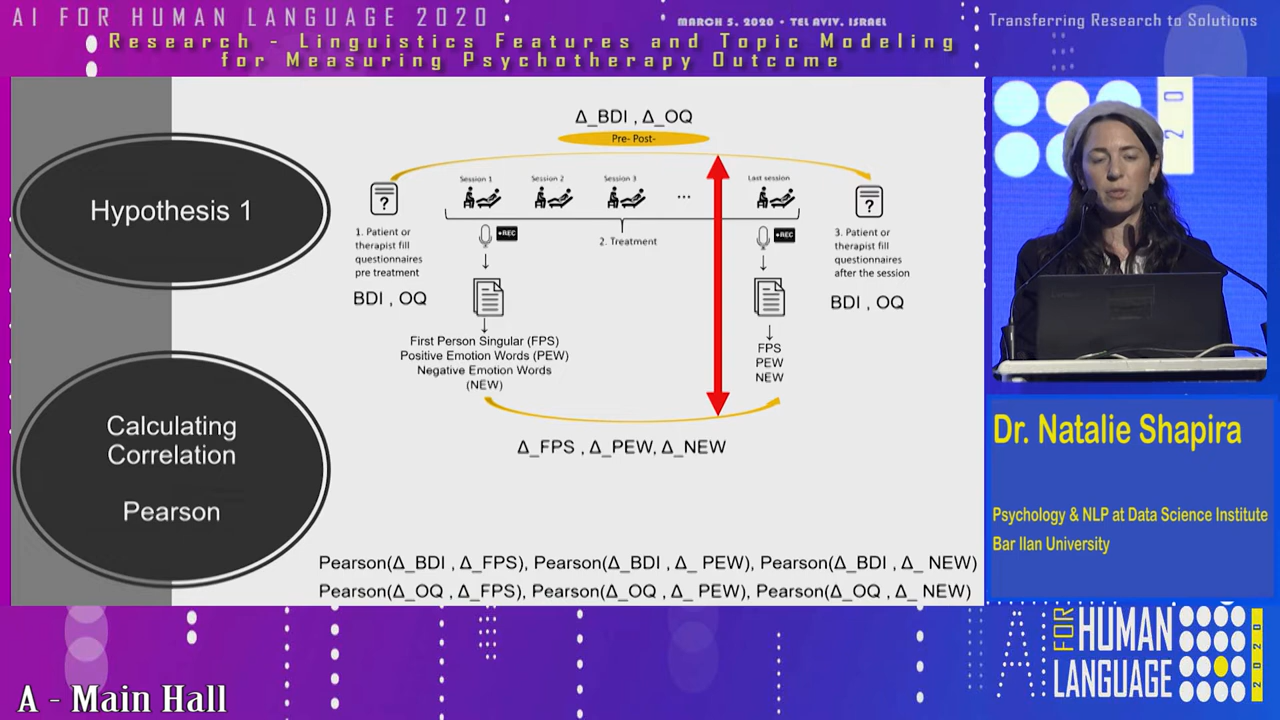 AI FOR HUMAN LANGUAGE 2020
MARCH 5, 2020 - TEL AVIV, ISRAEL
Transferring Research to Solutions
Research - Linguistics Features and Topic Modeling
for Measuring Psychotherapy Outcome
Hypothesis 1
Calculating
Correlation
Pearson
Δ_BDI , Δ_OQ
Pre- Post-
Session 1
Session 2
Session 3
...
Last session
?
?
1. Patient or
therapist fill
questionnaires
pre treatment
BDI , OQ
REC
2. Treatment
REC
3. Patient or
therapist fill
questionnaires
after the session
BDI , OQ
First Person Singular (FPS)
Positive Emotion Words (PEW)
Negative Emotion Words
(NEW)
FPS
PEW
NEW
Δ_FPS , Δ_PEW, Δ_NEW
Pearson(Δ_BDI , Δ_FPS), Pearson(Δ_BDI , Δ_ PEW), Pearson(Δ_BDI , Δ_ NEW)
Pearson(Δ_OQ , Δ_FPS), Pearson(Δ_OQ , Δ_ PEW), Pearson(Δ_OQ , Δ_ NEW)
2 0
Dr. Natalie Shapira
Psychology & NLP at Data Science Institute
Bar Ilan University
AI FOR HUMAN
LANGUAGE 2020
A - Main Hall